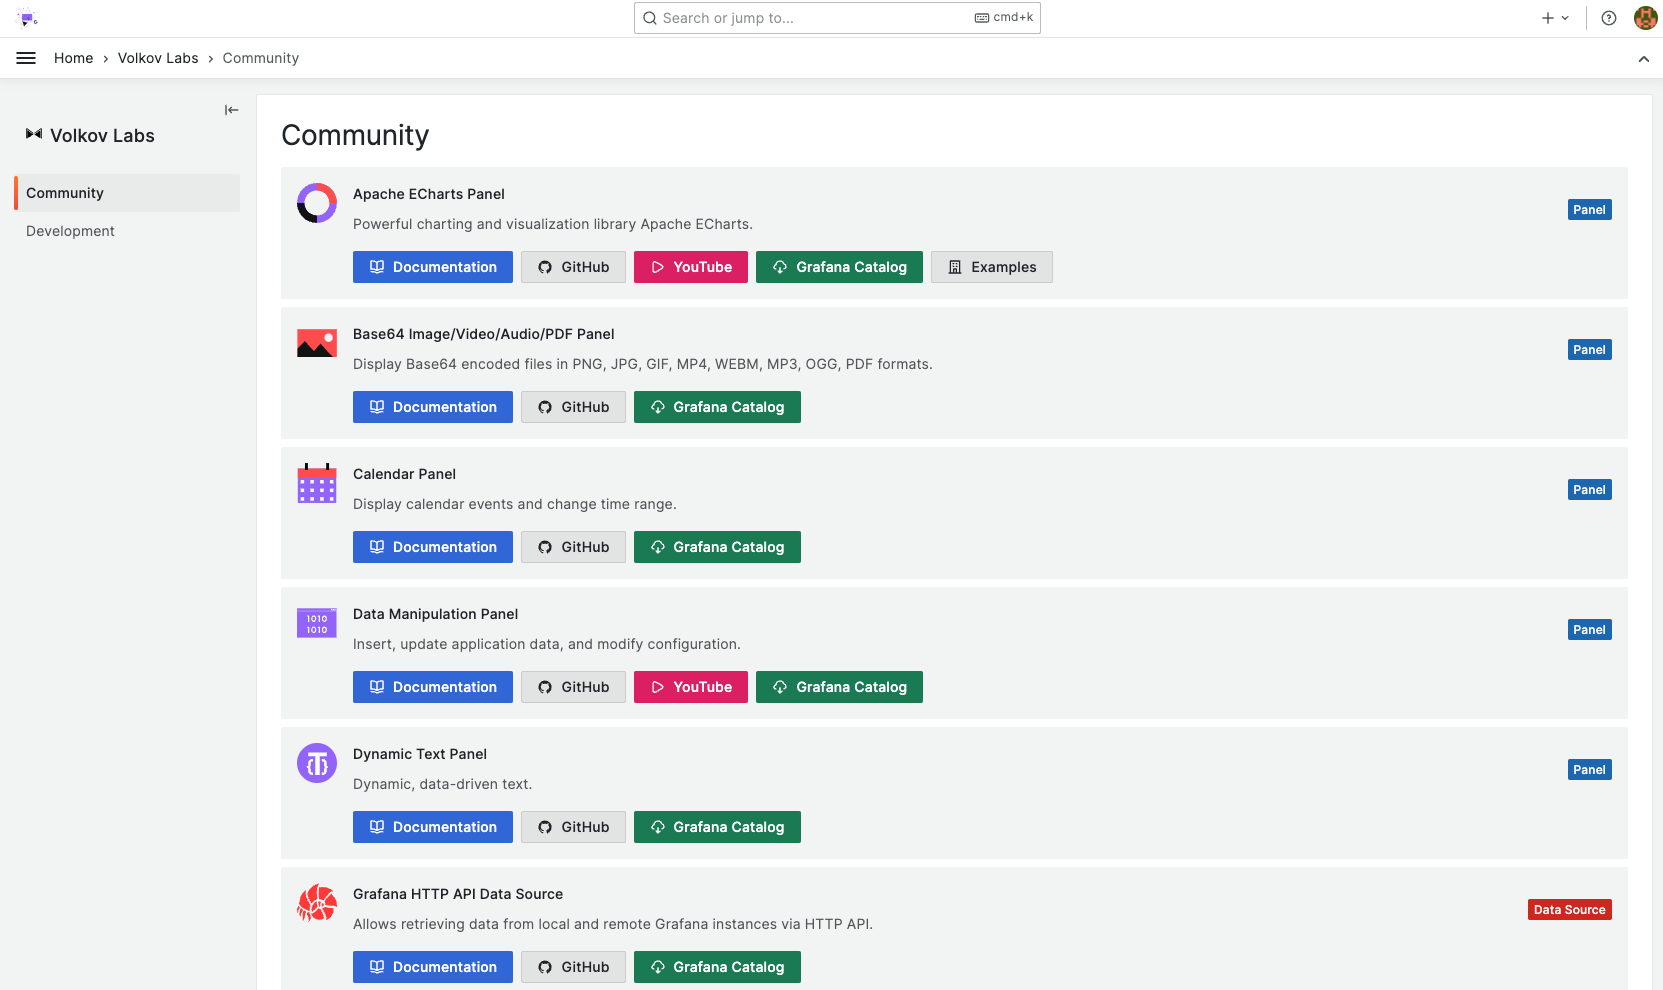 Search or jump to...
cmd+k
Home › Volkov Labs › Community
Volkov Labs
Community
Development
Community
Apache ECharts Panel
Powerful charting and visualization library Apache ECharts.
Panel
Documentation GitHub YouTube Grafana Catalog Examples
Base64 Image/Video/Audio/PDF Panel
Display Base64 encoded files in PNG, JPG, GIF, MP4, WEBM, MP3, OGG, PDF formats.
Panel
Documentation GitHub Grafana Catalog
Calendar Panel
Display calendar events and change time range.
Panel
Documentation GitHub Grafana Catalog
1010
1010
Data Manipulation Panel
Insert, update application data, and modify configuration.
Panel
Documentation GitHub YouTube Grafana Catalog
{T}
Dynamic Text Panel
Dynamic, data-driven text.
Panel
Documentation GitHub Grafana Catalog
Grafana HTTP API Data Source
Allows retrieving data from local and remote Grafana instances via HTTP API.
Data Source
Documentation GitHub Grafana Catalog